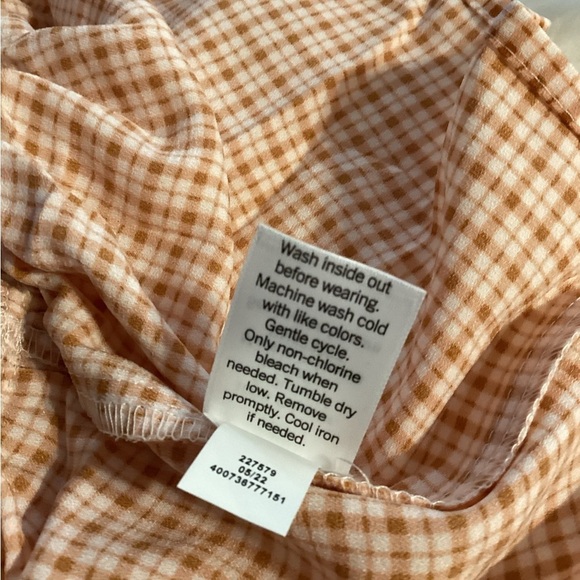 Wash inside out
before wearing.
Machine wash cold
with like colors.
Gentle cycle.
Only non-chlorine
bleach when
needed. Tumble dry
low. Remove
promptly. Cool iron
if needed.
227579
05/22
400736777151